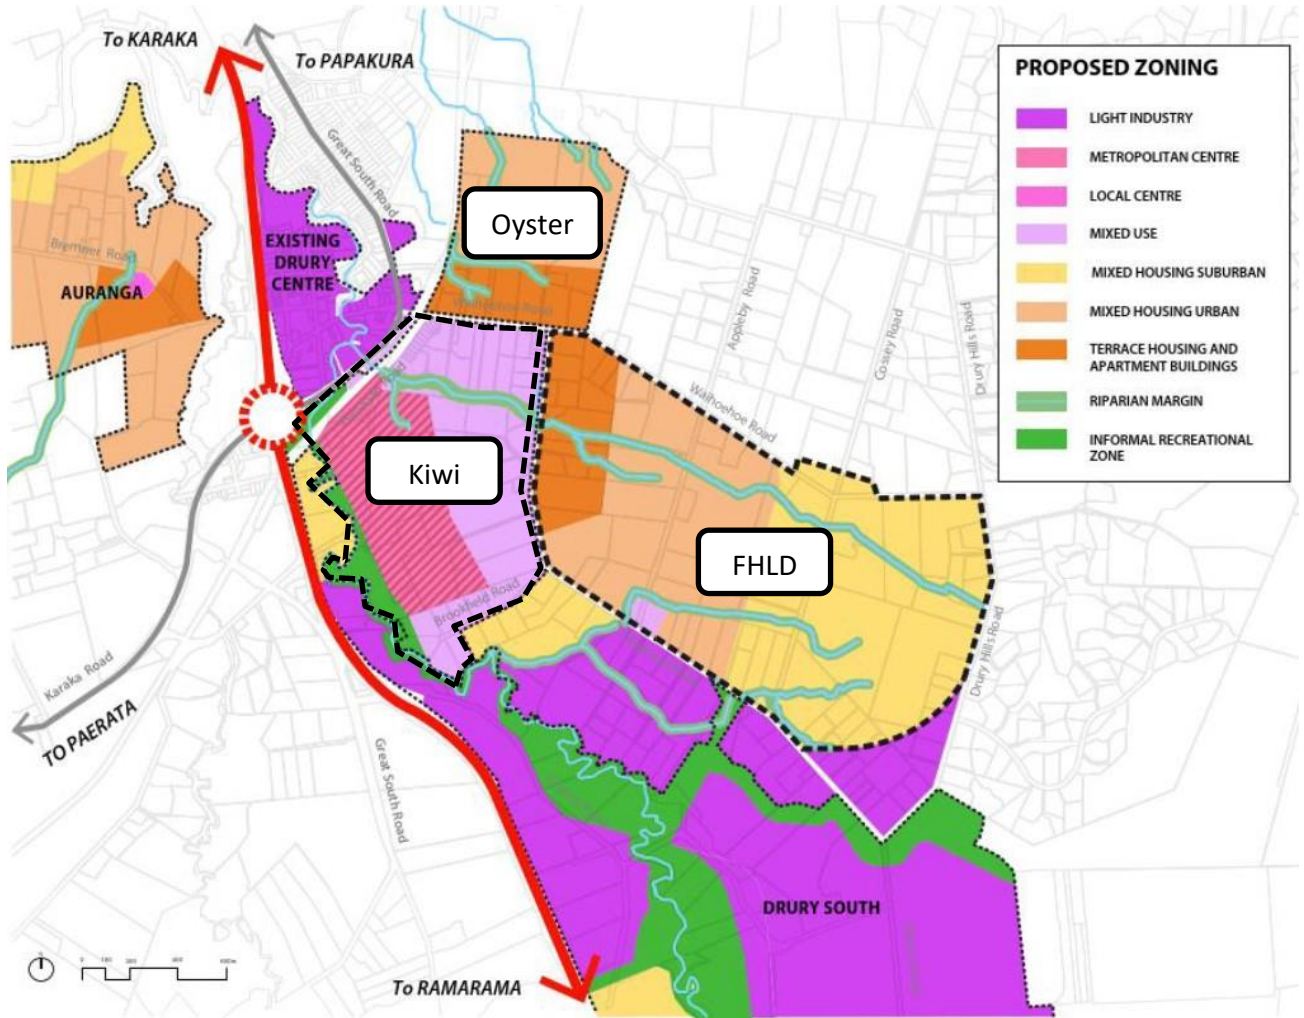 To KARAKA
To PAPAKURA
Great South Road
PROPOSED ZONING
LIGHT INDUSTRY
METROPOLITAN CENTRE
LOCAL CENTRE
MIXED USE
MIXED HOUSING SUBURBAN
MIXED HOUSING URBAN
TERRACE HOUSING AND
APARTMENT BUILDINGS
RIPARIAN MARGIN
INFORMAL RECREATIONAL
ZONE
Oyster
EXISTING
DRURY
CENTRE
Bremner Road
AURANGA
Waihoehoe Road
Appleby Road
Cossey Road
Drury Hills Road
Waihoehoe Road
Kiwi
FHLD
Brookfield Road
Drury Hills Road
Karaka Road
TO PAERATA
Great South Road
DRURY SOUTH
To RAMARAMA